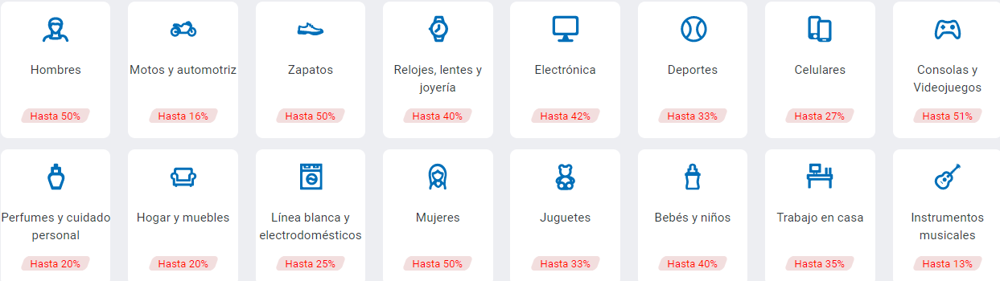 Hombres
Hasta 50%
Motos y automotriz
Hasta 16%
Zapatos
Hasta 50%
Relojes, lentes y
joyería
Hasta 40%
Electrónica
Hasta 42%
Deportes
Hasta 33%
Celulares
Hasta 27%
Consolas y
Videojuegos
Hasta 51%
Perfumes y cuidado
personal
Hasta 20%
Hogar y muebles
Hasta 20%
Línea blanca y
electrodomésticos
Hasta 25%
Mujeres
Hasta 50%
Juguetes
Hasta 33%
Bebés y niños
Hasta 40%
Trabajo en casa
Hasta 35%
Instrumentos
musicales
Hasta 13%